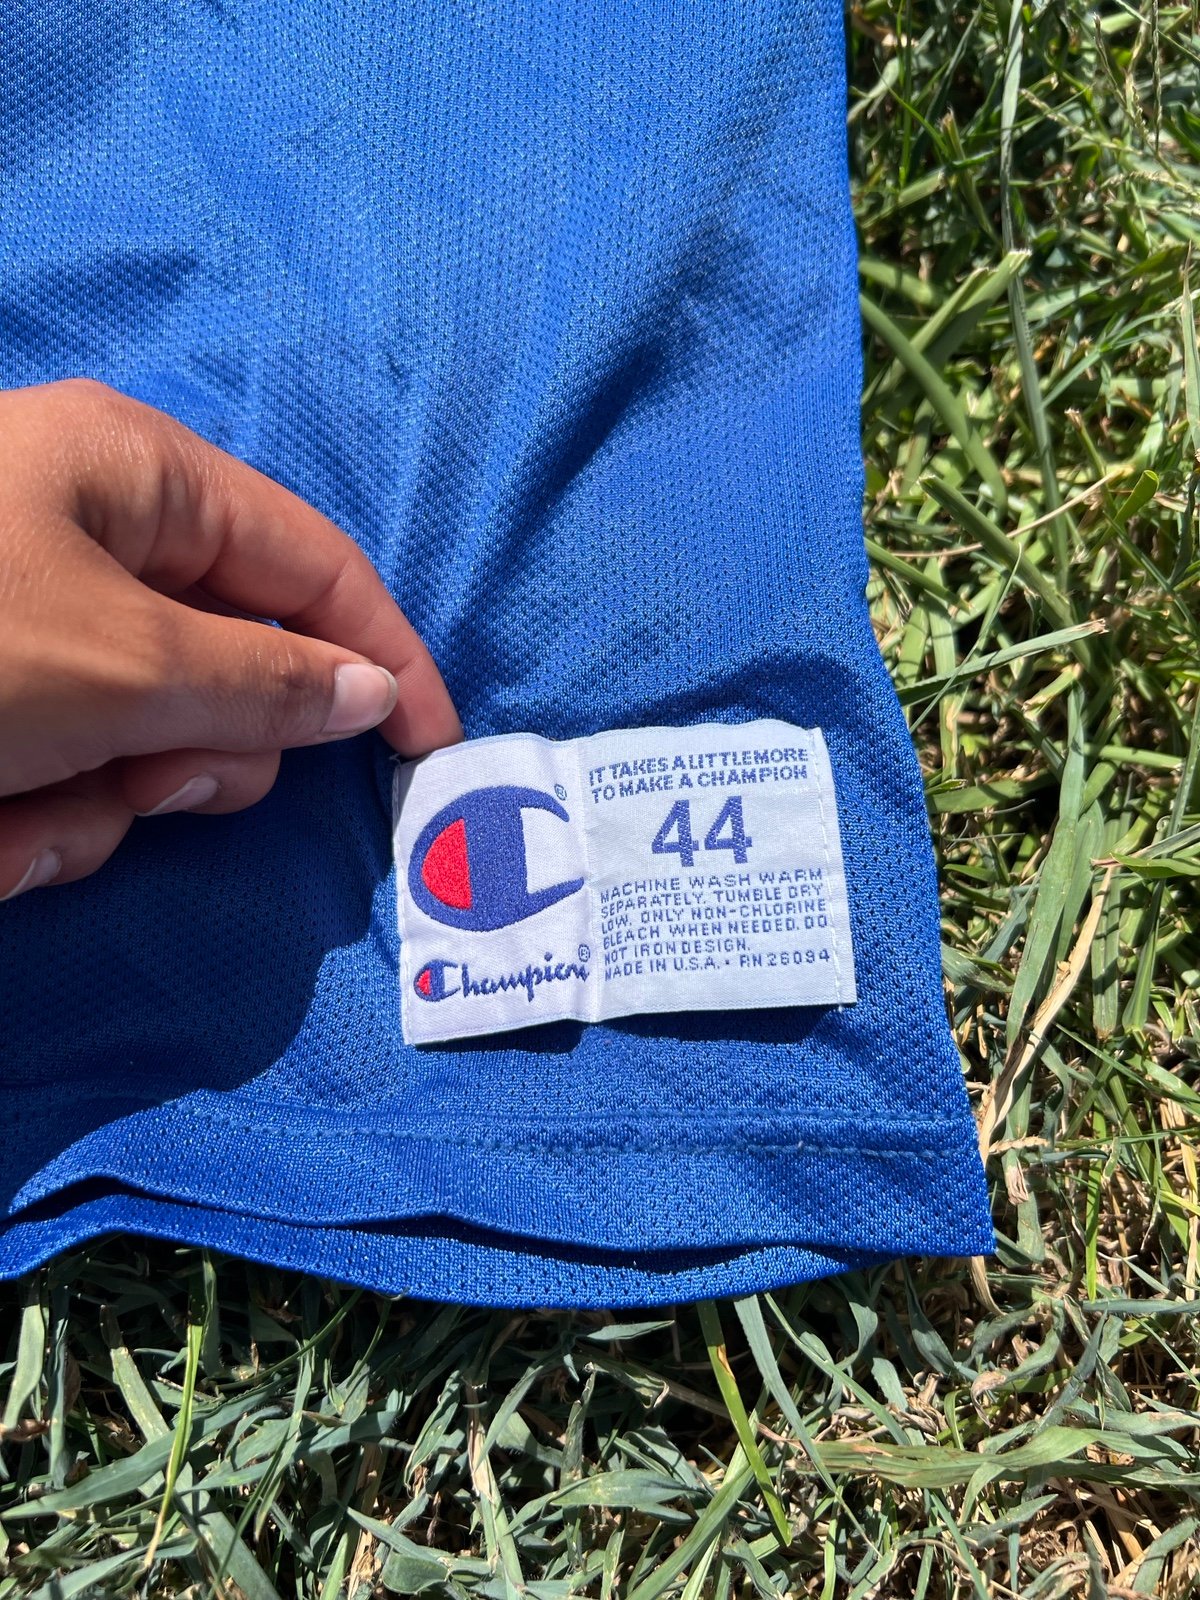 ®
Champion®
IT TAKES A LITTLE MORE
TO MAKE A CHAMPION
44
MACHINE WASH WARM
SEPARATELY. TUMBLE DRY
LOW. ONLY NON-CHLORINE
BLEACH WHEN NEEDED. DO
NOT IRON DESIGN.
MADE IN U.S.A. • RN 26094